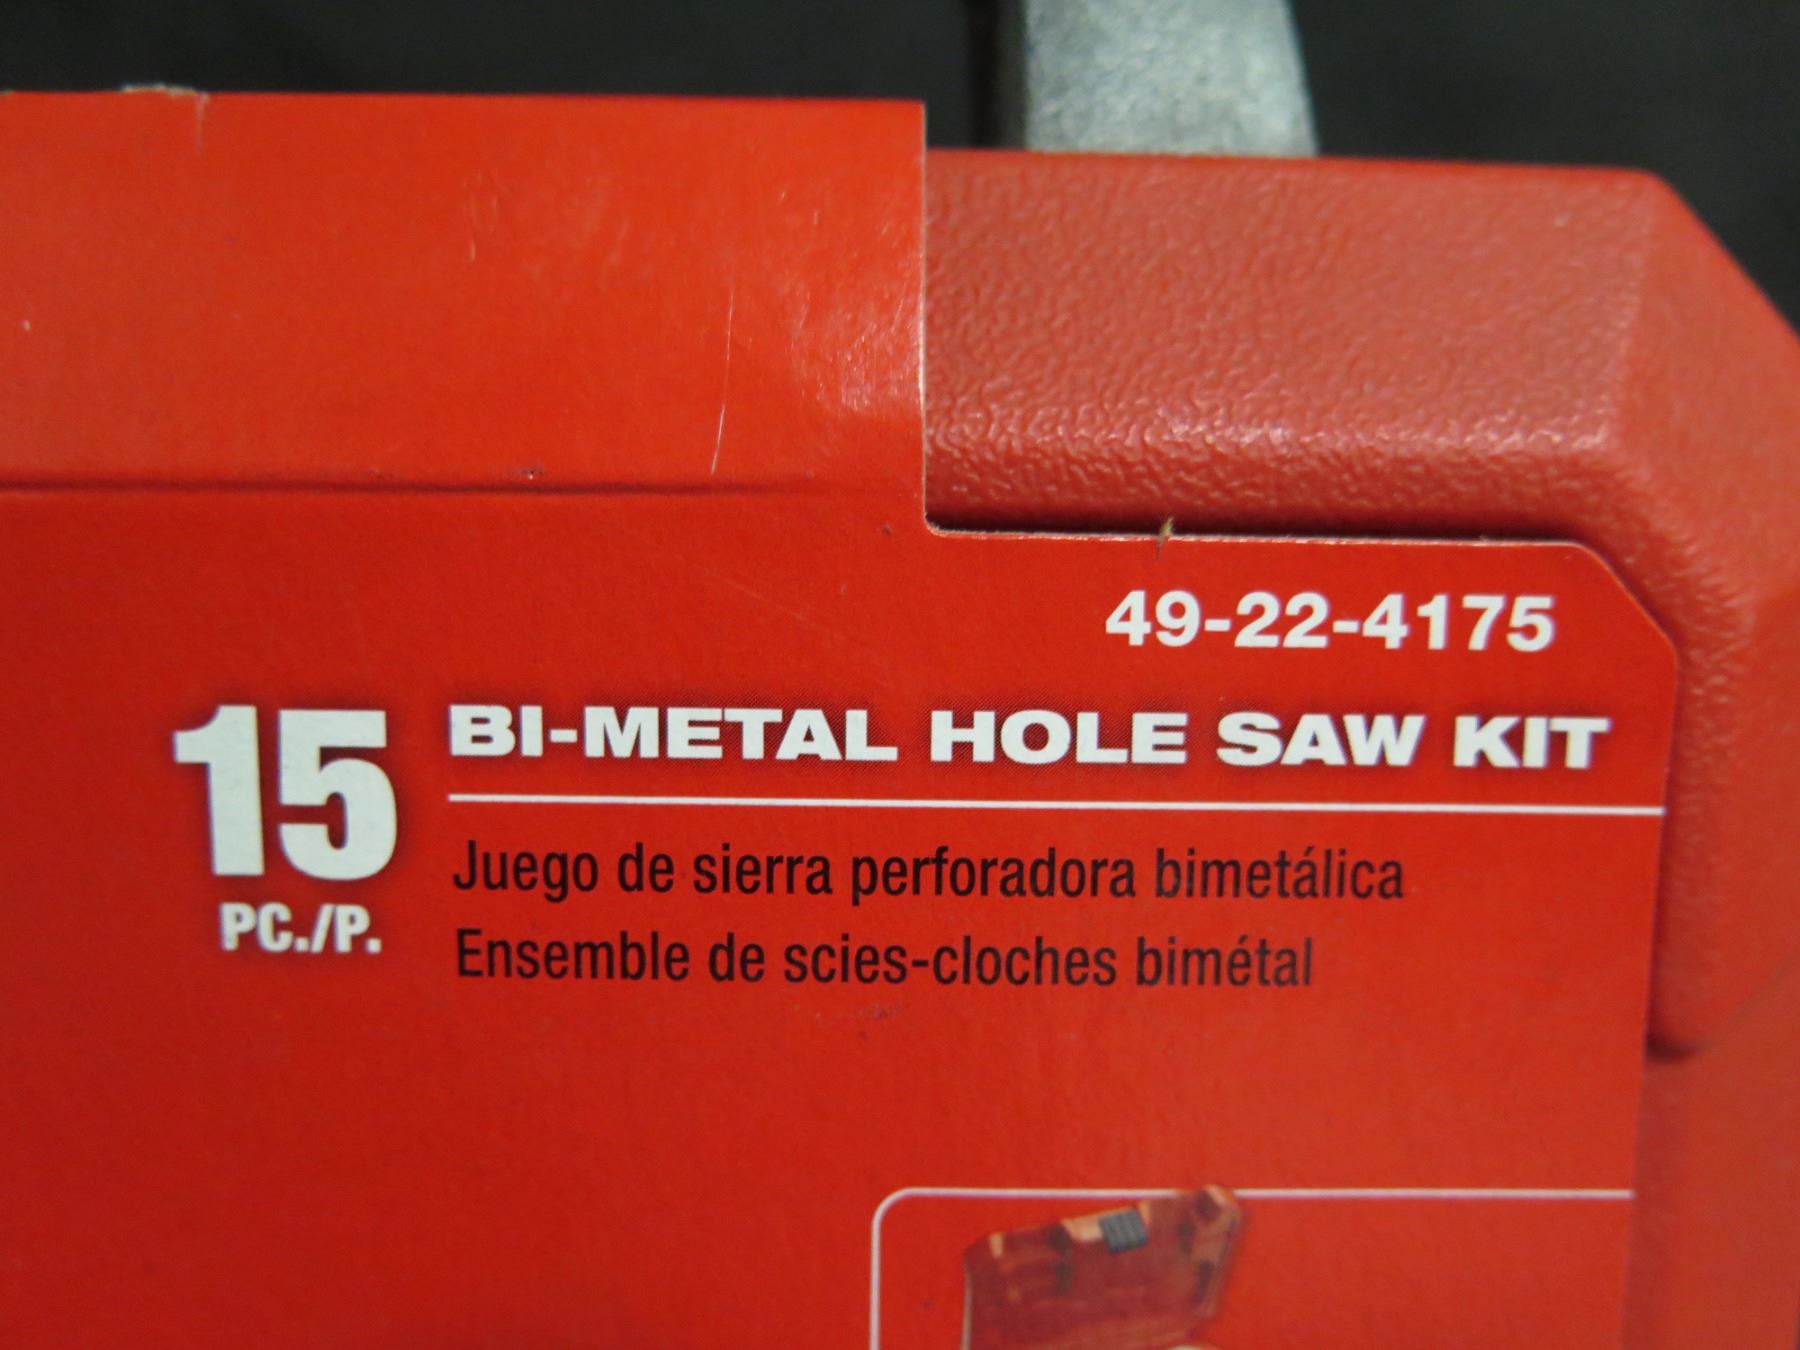 49-22-4175
15 BI-METAL HOLE SAW KIT
PC./P.
Juego de sierra perforadora bimetálica
Ensemble de scies-cloches bimétal